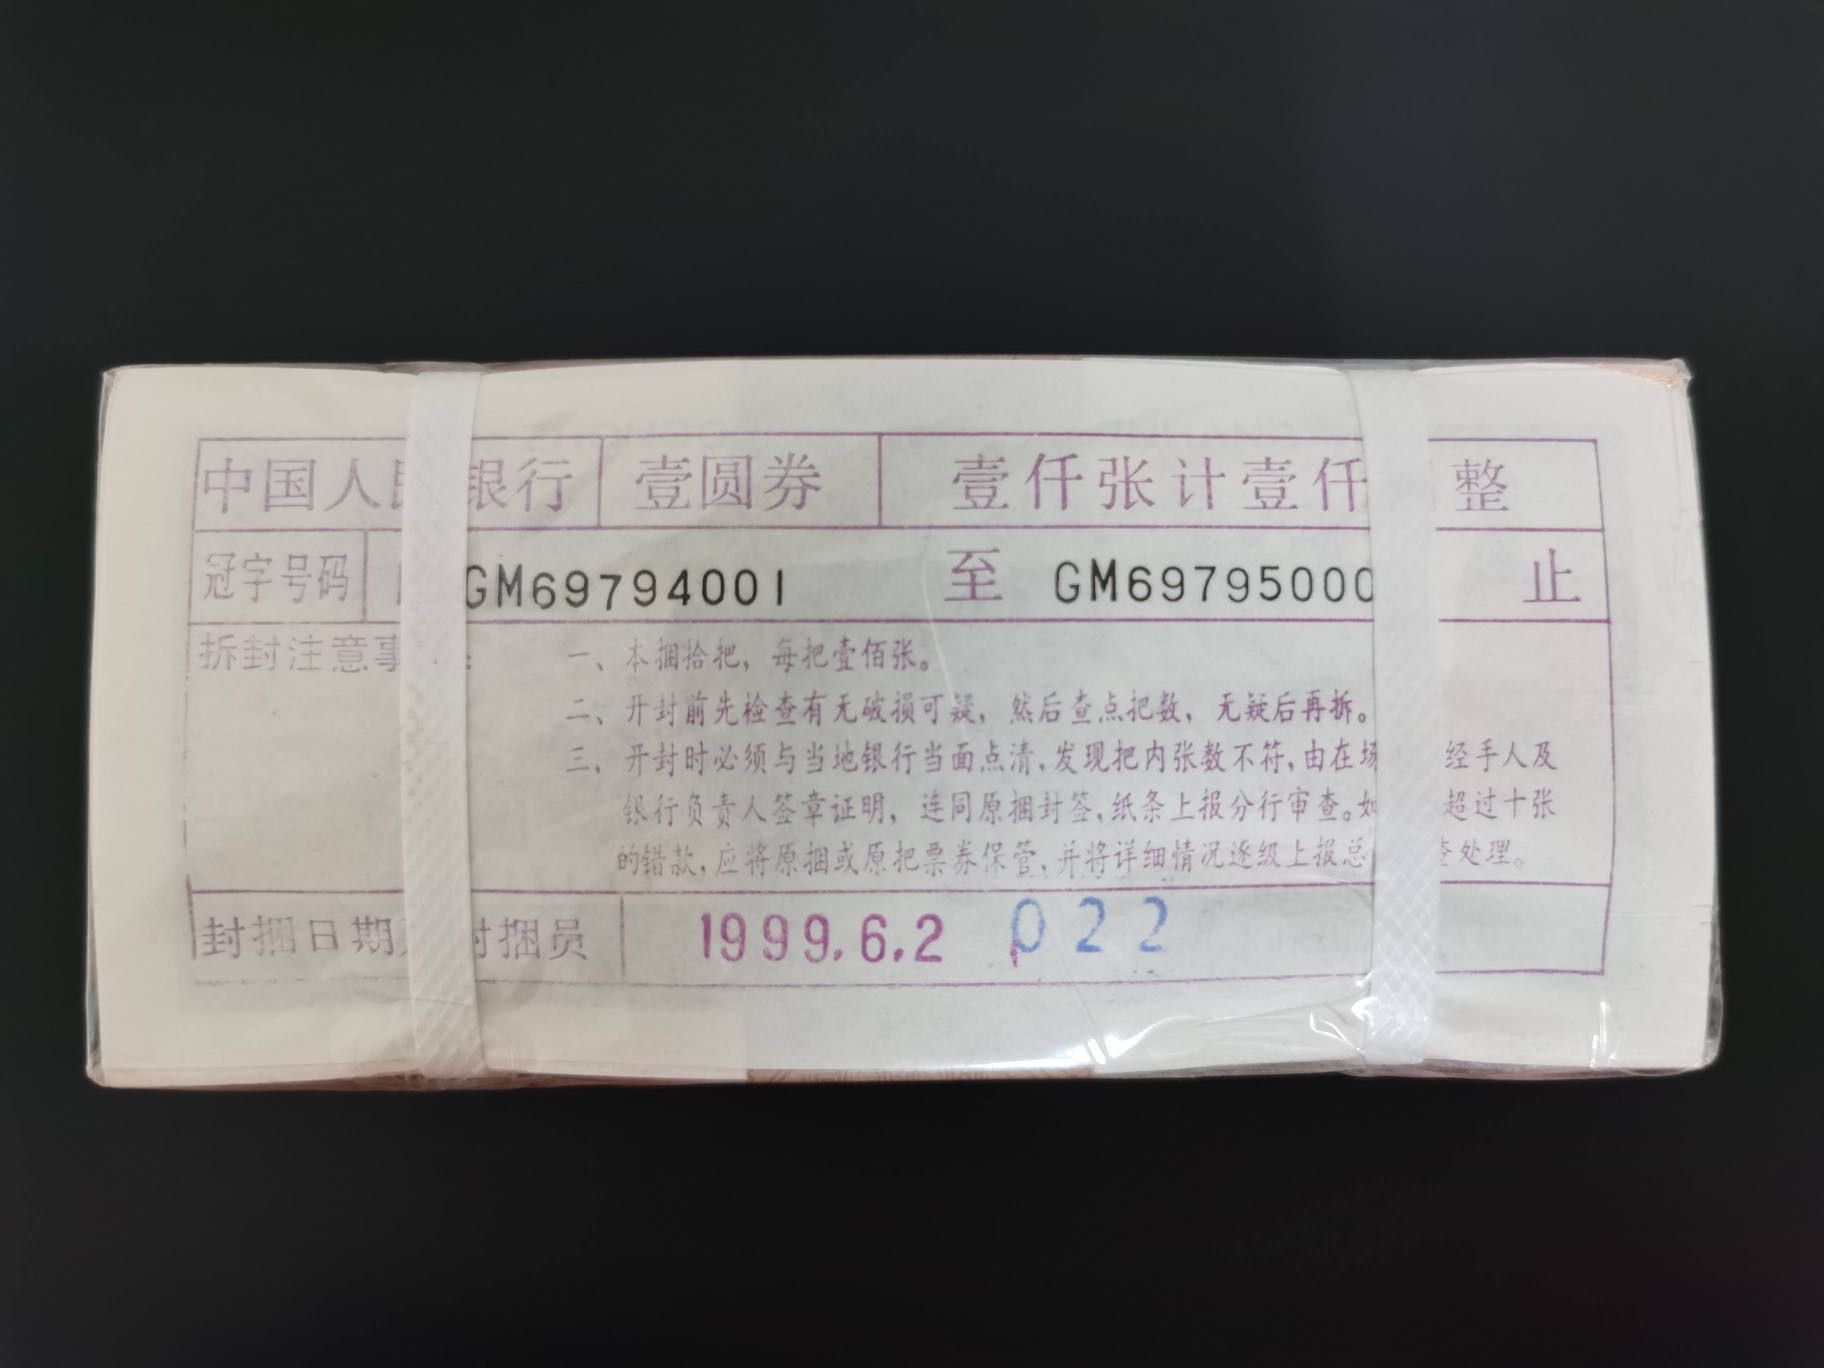 中国人民银行 壹圆券 壹仟张计壹仟 整
冠字号码 GM69794001 至 GM69795000 止
拆封注意事 :
一、本捆拾把，每把壹佰张。
二、开封前先检查有无破损可疑，然后查点把数，无疑后再拆。
三、开封时必须与当地银行当面点清，发现把内张数不符，由在场 经手人及
银行负责人签章证明，连同原捆封签，纸条上报分行审查。如 超过十张
的错款，应将原捆或原把票券保管，并将详细情况逐级上报总 查处理。
封捆日期 封捆员 1999.6.2 022